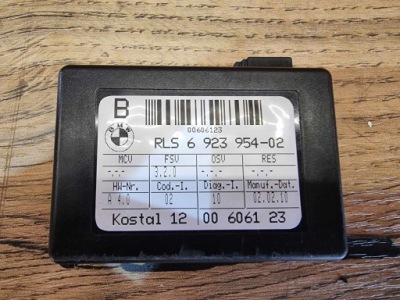 B
BMW
00606123
RLS 6 923 954-02
MCV FSV OSV RES
-.- 3.2.0 -.-.- -.-
HW-Nr. Cod.-I. Diag.-I. Manuf.-Dat.
A 4.0 02 10 02.02.10
Kostal 12 00 6061 23